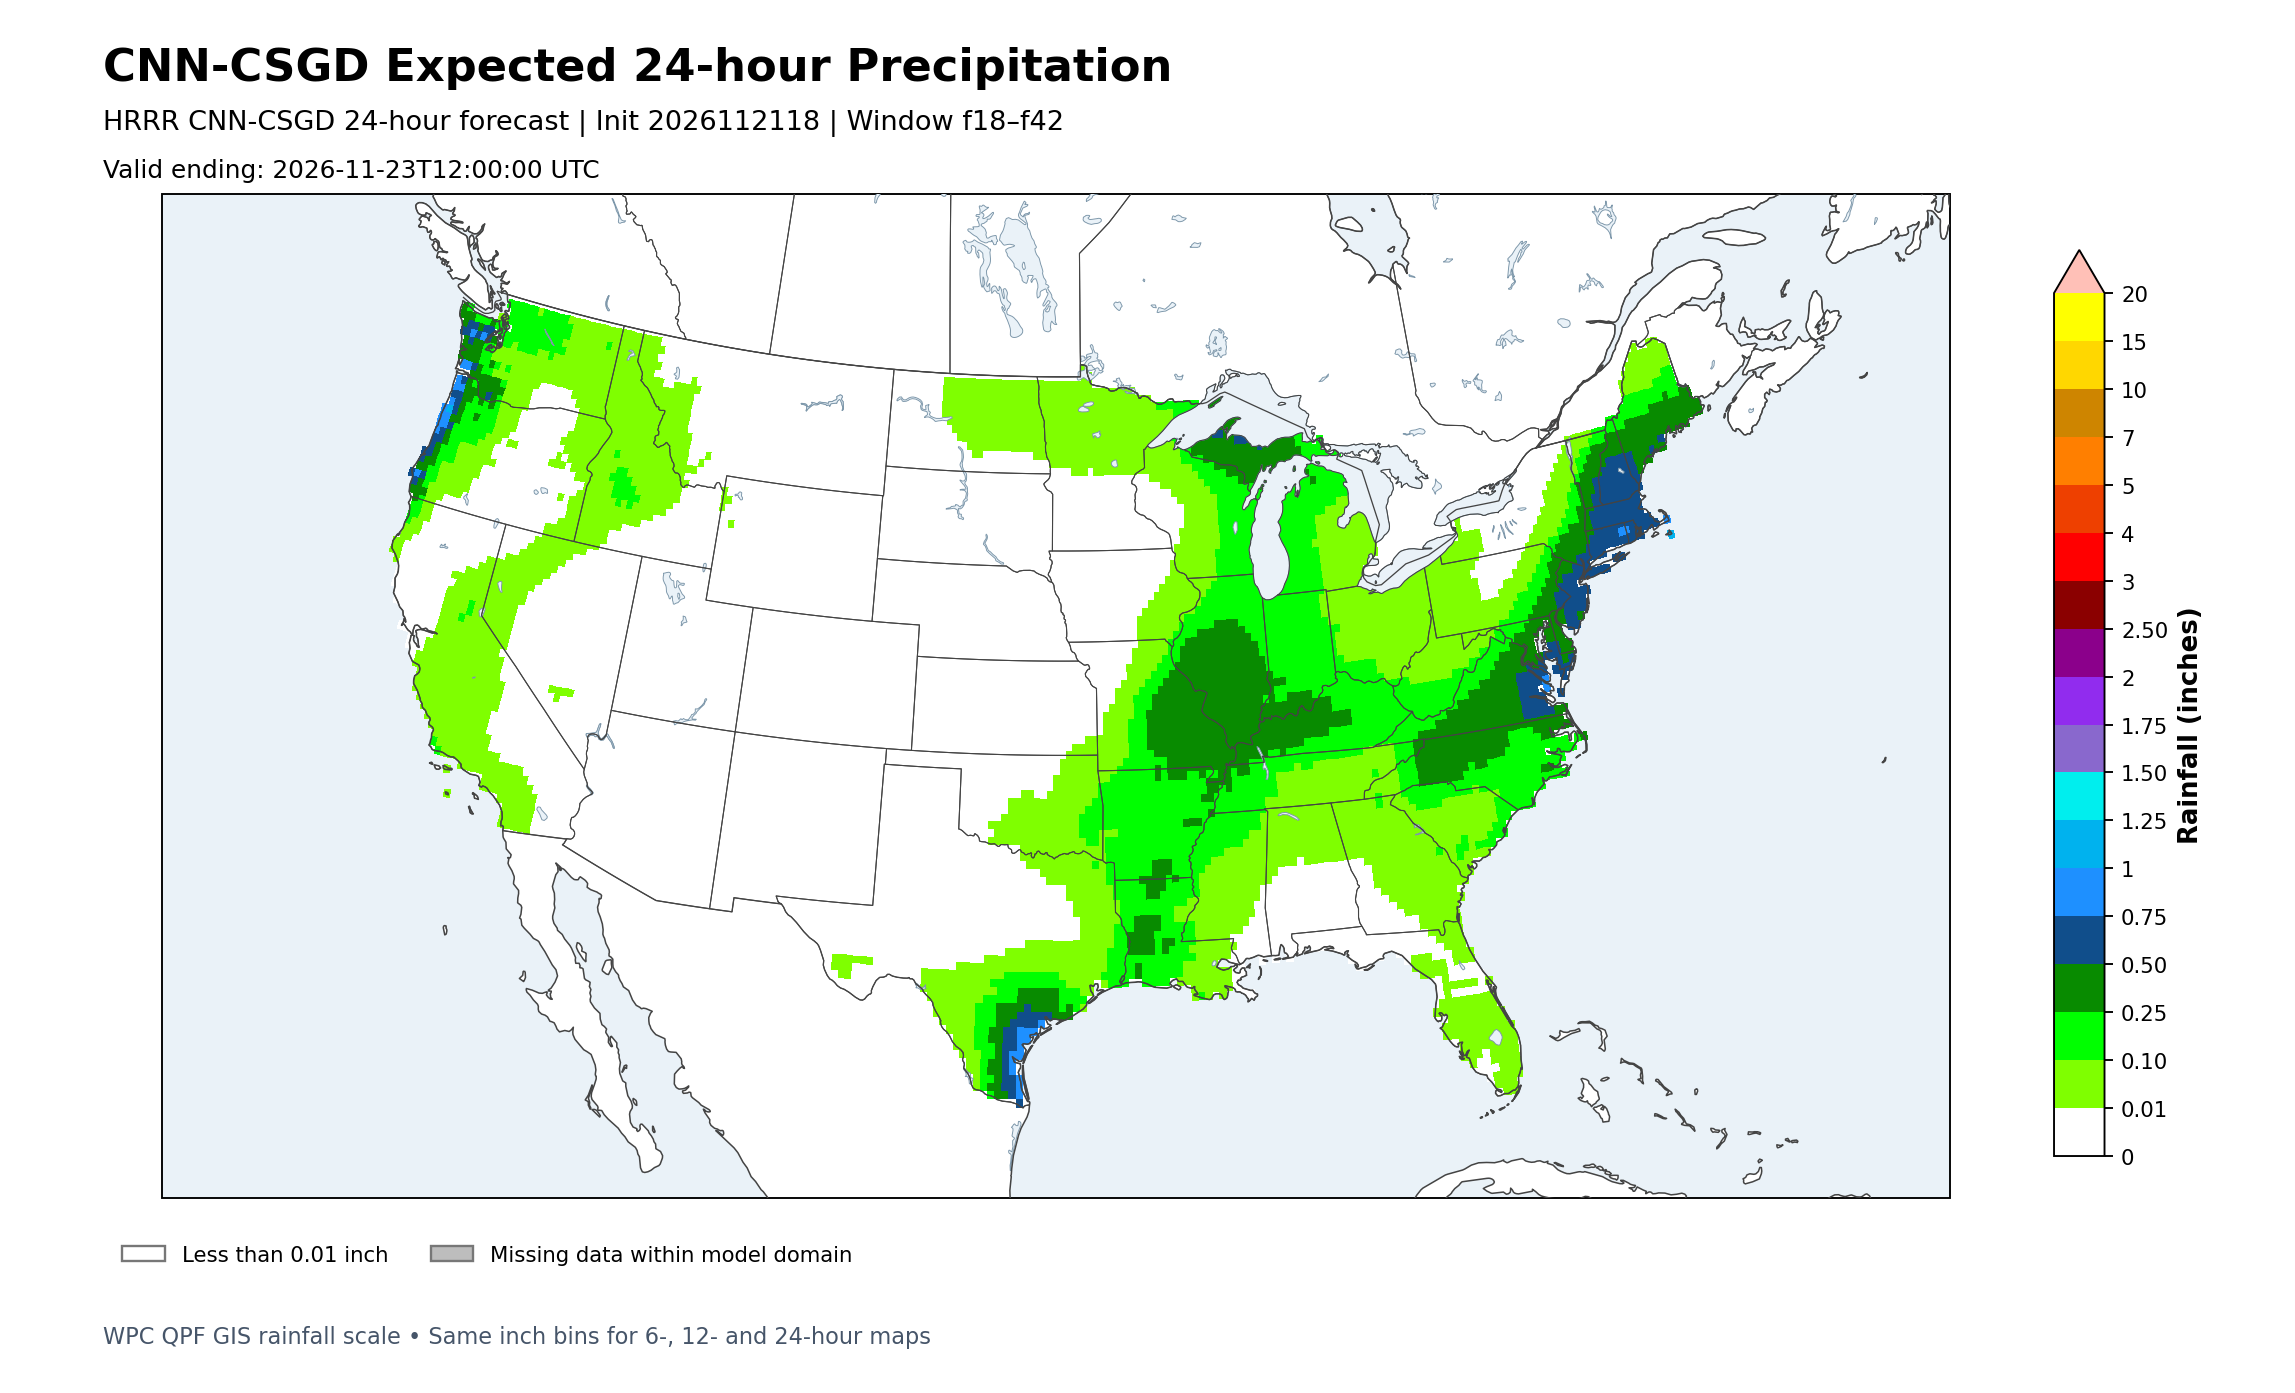 CNN-CSGD Expected 24-hour Precipitation
HRRR CNN-CSGD 24-hour forecast | Init 2026112118 | Window f18–f42
Valid ending: 2026-11-23T12:00:00 UTC
20
15
10
7
5
4
3
2.50
2
1.75
1.50
1.25
1
0.75
0.50
0.25
0.10
0.01
0
Rainfall (inches)
Less than 0.01 inch
Missing data within model domain
WPC QPF GIS rainfall scale • Same inch bins for 6-, 12- and 24-hour maps